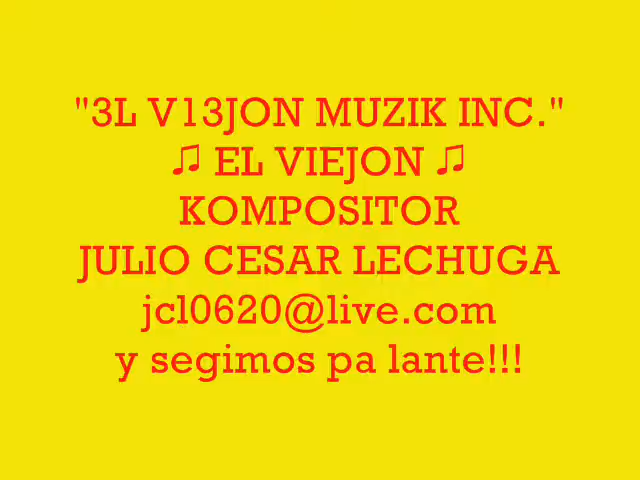 "3L V13JON MUZIK INC."
♫ EL VIEJON ♫
KOMPOSITOR
JULIO CESAR LECHUGA
jcl0620@live.com
y segimos pa lante!!!